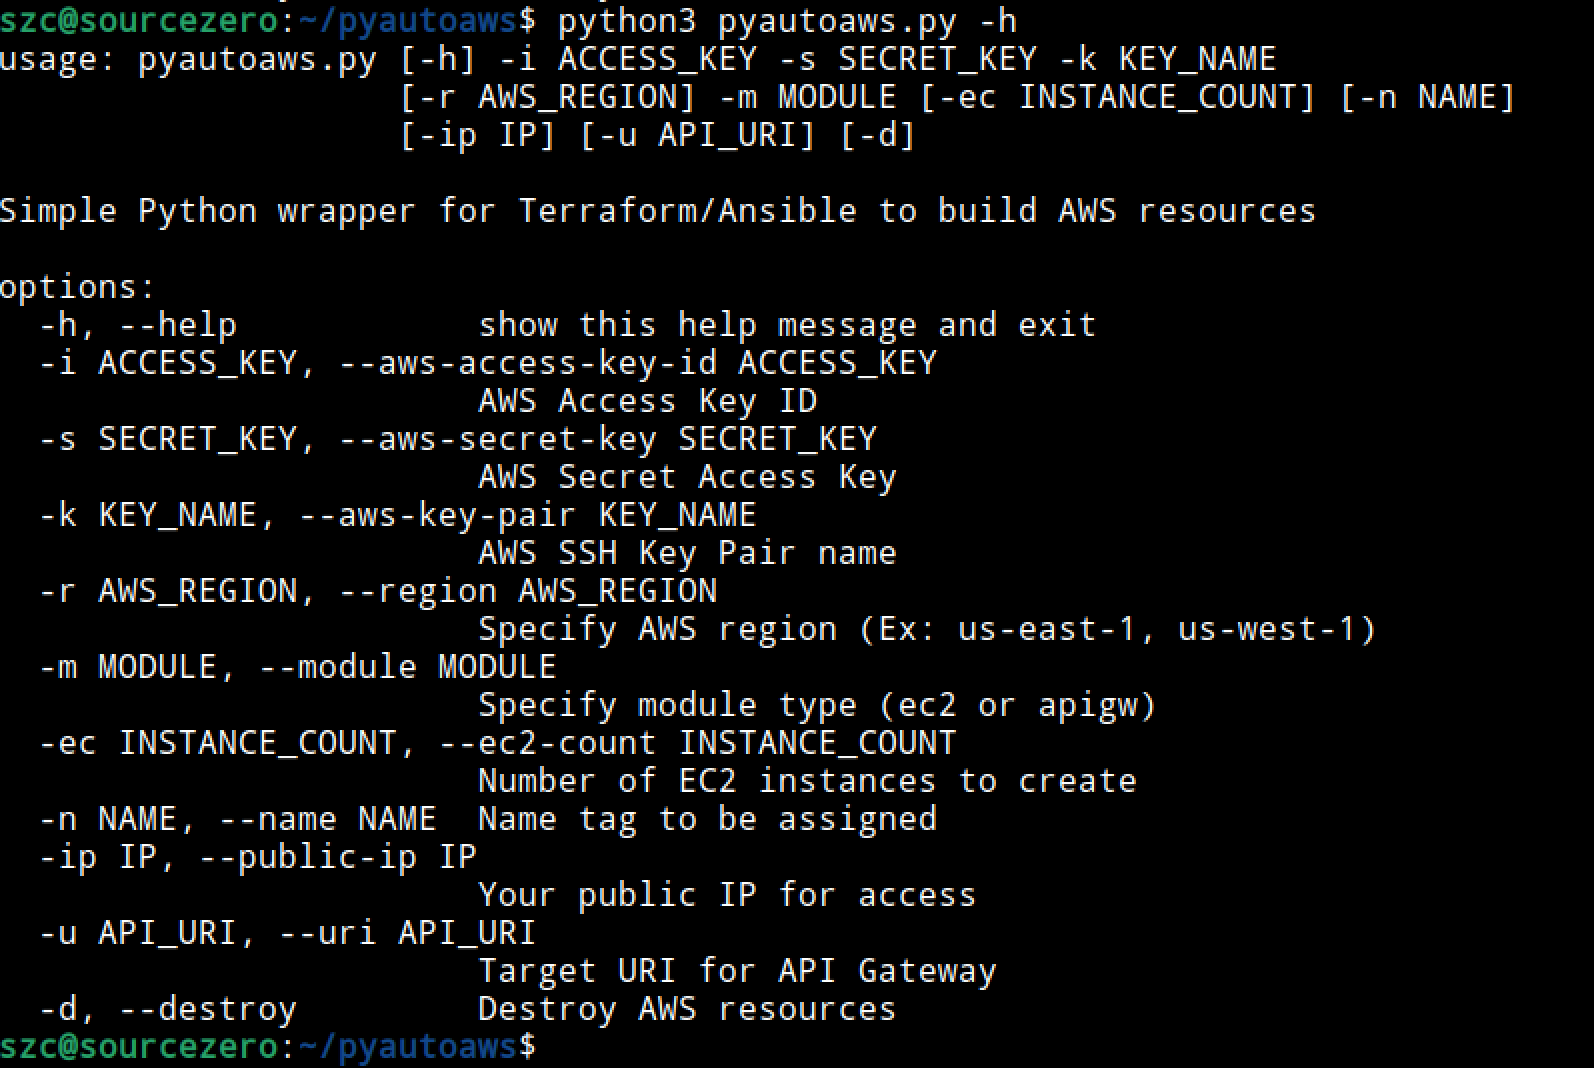 szc@sourcezero:~/pyautoaws$ python3 pyautoaws.py -h
usage: pyautoaws.py [-h] -i ACCESS_KEY -s SECRET_KEY -k KEY_NAME
                    [-r AWS_REGION] -m MODULE [-ec INSTANCE_COUNT] [-n NAME]
                    [-ip IP] [-u API_URI] [-d]

Simple Python wrapper for Terraform/Ansible to build AWS resources

options:
  -h, --help            show this help message and exit
  -i ACCESS_KEY, --aws-access-key-id ACCESS_KEY
                        AWS Access Key ID
  -s SECRET_KEY, --aws-secret-key SECRET_KEY
                        AWS Secret Access Key
  -k KEY_NAME, --aws-key-pair KEY_NAME
                        AWS SSH Key Pair name
  -r AWS_REGION, --region AWS_REGION
                        Specify AWS region (Ex: us-east-1, us-west-1)
  -m MODULE, --module MODULE
                        Specify module type (ec2 or apigw)
  -ec INSTANCE_COUNT, --ec2-count INSTANCE_COUNT
                        Number of EC2 instances to create
  -n NAME, --name NAME  Name tag to be assigned
  -ip IP, --public-ip IP
                        Your public IP for access
  -u API_URI, --uri API_URI
                        Target URI for API Gateway
  -d, --destroy         Destroy AWS resources
szc@sourcezero:~/pyautoaws$